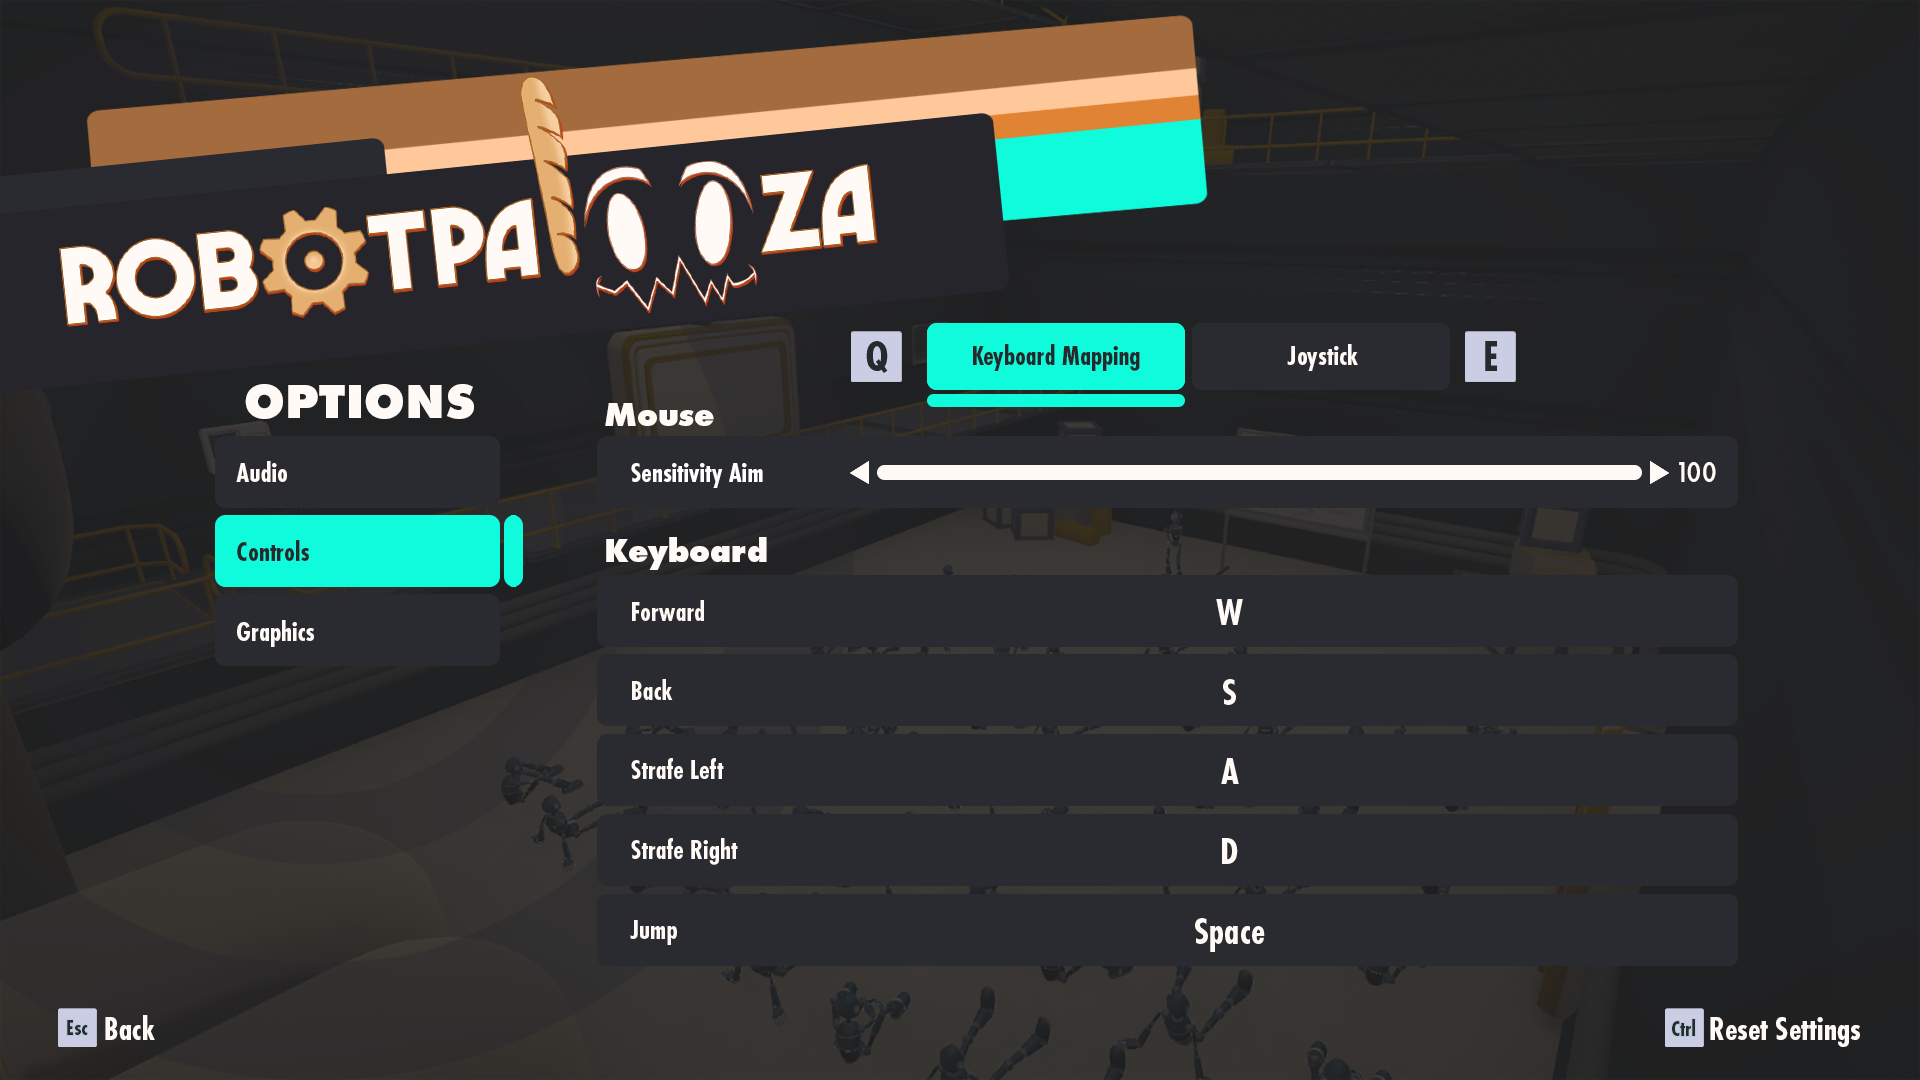 ROBOTPALOOZA
Q
Keyboard Mapping
Joystick
E
OPTIONS
Audio
Controls
Graphics
Mouse
Sensitivity Aim 100
Keyboard
Forward W
Back S
Strafe Left A
Strafe Right D
Jump Space
Esc Back
Ctrl Reset Settings